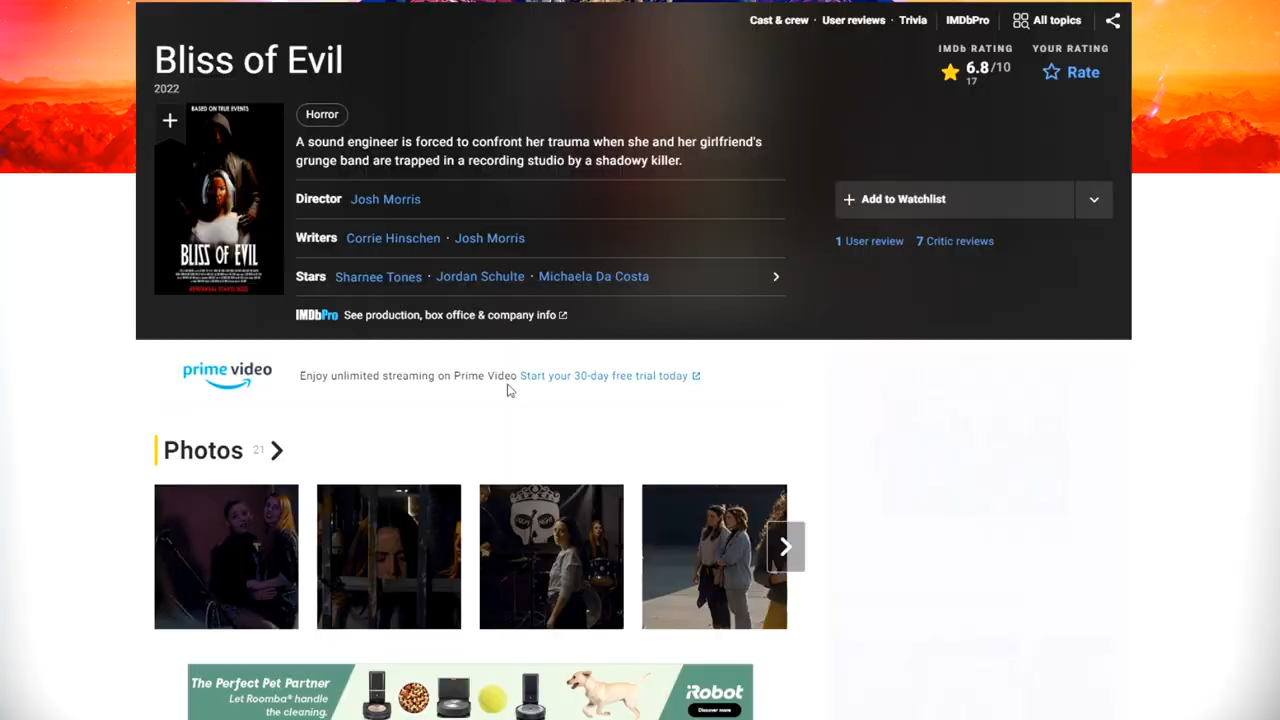 Cast & crew · User reviews · Trivia IMDbPro All topics
Bliss of Evil
2022
IMDb RATING
6.8/10
17
YOUR RATING
Rate
BASED ON TRUE EVENTS
BLISS OF EVIL
Horror
A sound engineer is forced to confront her trauma when she and her girlfriend's
grunge band are trapped in a recording studio by a shadowy killer.
Director Josh Morris
Writers Corrie Hinschen · Josh Morris
Stars Sharnee Tones · Jordan Schulte · Michaela Da Costa
IMDbPro See production, box office & company info
+ Add to Watchlist
1 User review 7 Critic reviews
prime video
Enjoy unlimited streaming on Prime Video Start your 30-day free trial today
Photos 21
The Perfect Pet Partner
Let Roomba® handle
the cleaning.
iRobot
Discover more